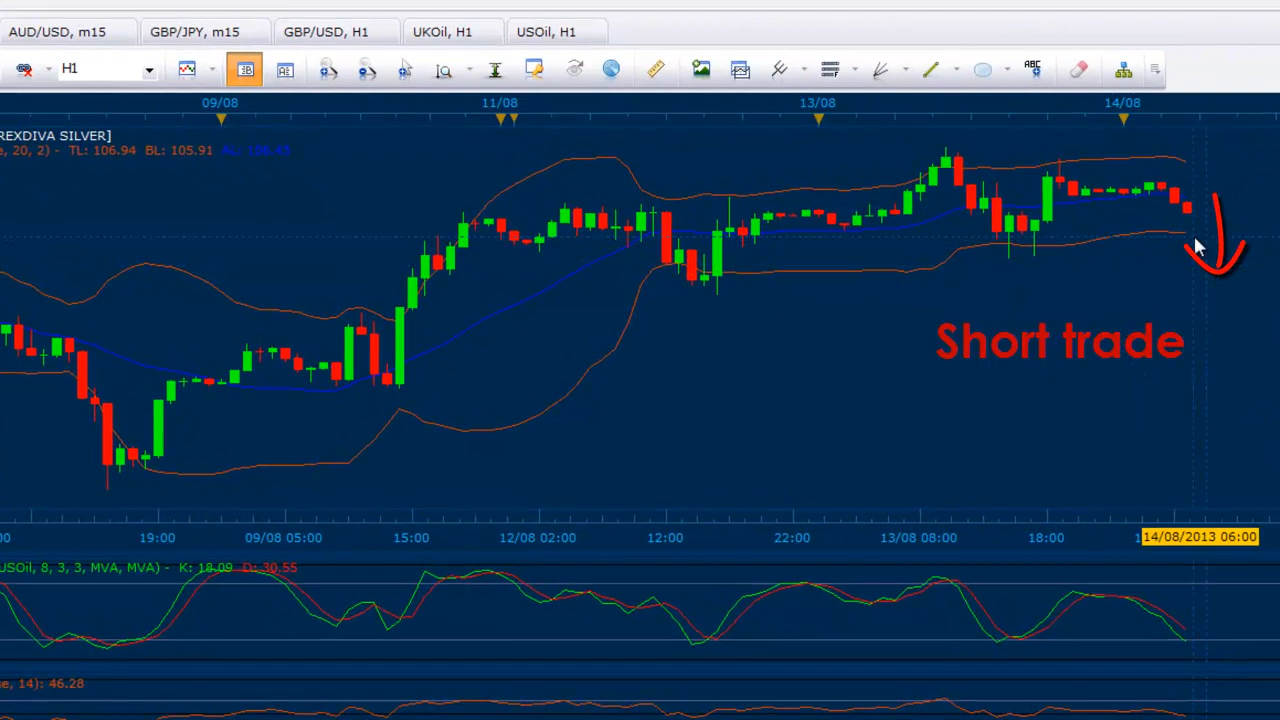 AUD/USD, m15 GBP/JPY, m15 GBP/USD, H1 UKOil, H1 USOil, H1
H1
ABC
09/08 11/08 13/08 14/08
REXDIVA SILVER]
e, 20, 2) - TL: 106.94 BL: 105.91
Short trade
:00 19:00 09/08 05:00 15:00 12/08 02:00 12:00 22:00 13/08 08:00 18:00 14/08/2013 06:00
USOil, 8, 3, 3, MVA, MVA) - K: 18.09 D: 30.55
e, 14): 46.28